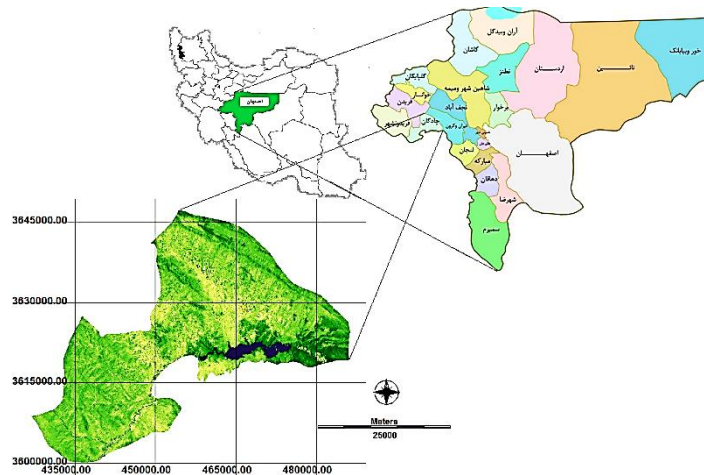 اصفهان
آران وبیدگل
کاشان
نطنز
اردستان
نائین
خور وبیابانک
گلپایگان
خوانسار
شاهین شهر ومیمه
برخوار
فریدن
نجف آباد
فریدونشهر
چادگان
تیران وکرون
لنجان
مبارکه
اصفهان
دهاقان
شهرضا
سمیرم
3645000.00
3630000.00
3615000.00
3600000.00
435000.00 450000.00 465000.00 480000.00
Meters
25000